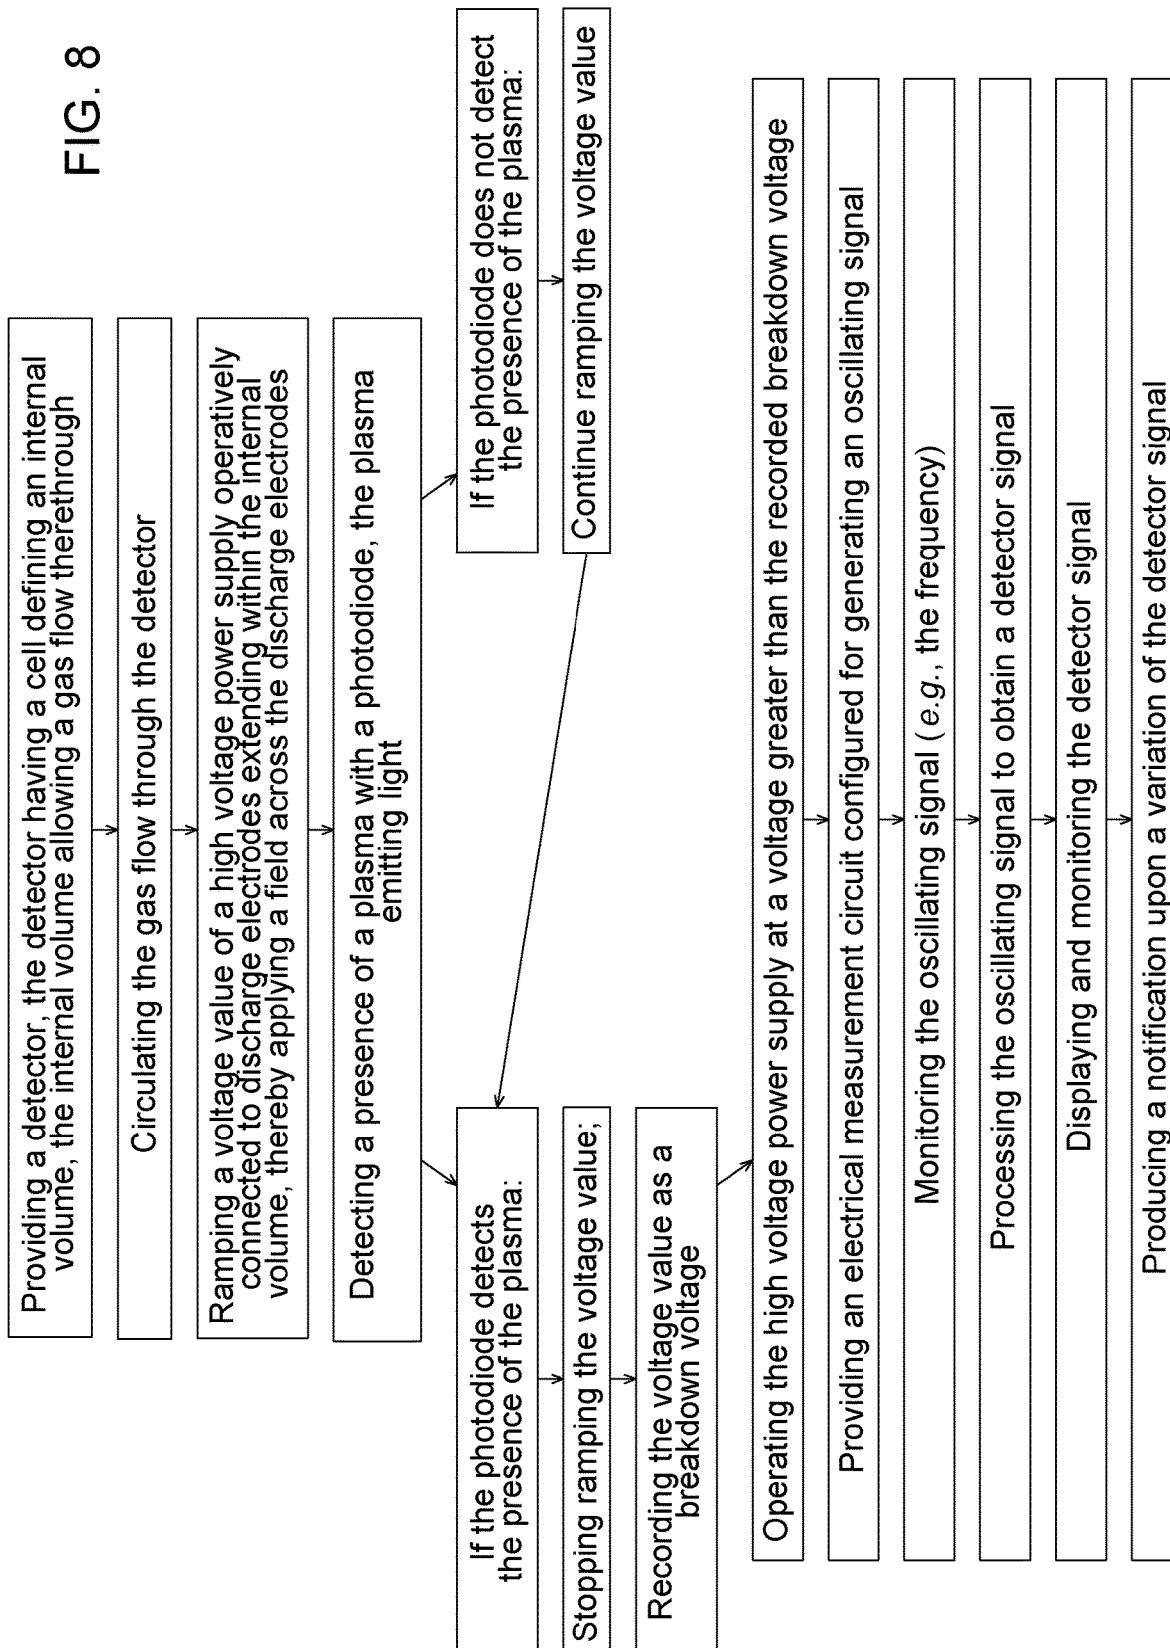 FIG. 8
Providing a detector, the detector having a cell defining an internal
volume, the internal volume allowing a gas flow therethrough
Circulating the gas flow through the detector
Ramping a voltage value of a high voltage power supply operatively
connected to discharge electrodes extending within the internal
volume, thereby applying a field across the discharge electrodes
Detecting a presence of a plasma with a photodiode, the plasma
emitting light
If the photodiode detects
the presence of the plasma:
Stopping ramping the voltage value;
Recording the voltage value as a
breakdown voltage
If the photodiode does not detect
the presence of the plasma:
Continue ramping the voltage value
Operating the high voltage power supply at a voltage greater than the recorded breakdown voltage
Providing an electrical measurement circuit configured for generating an oscillating signal
Monitoring the oscillating signal (e.g., the frequency)
Processing the oscillating signal to obtain a detector signal
Displaying and monitoring the detector signal
Producing a notification upon a variation of the detector signal